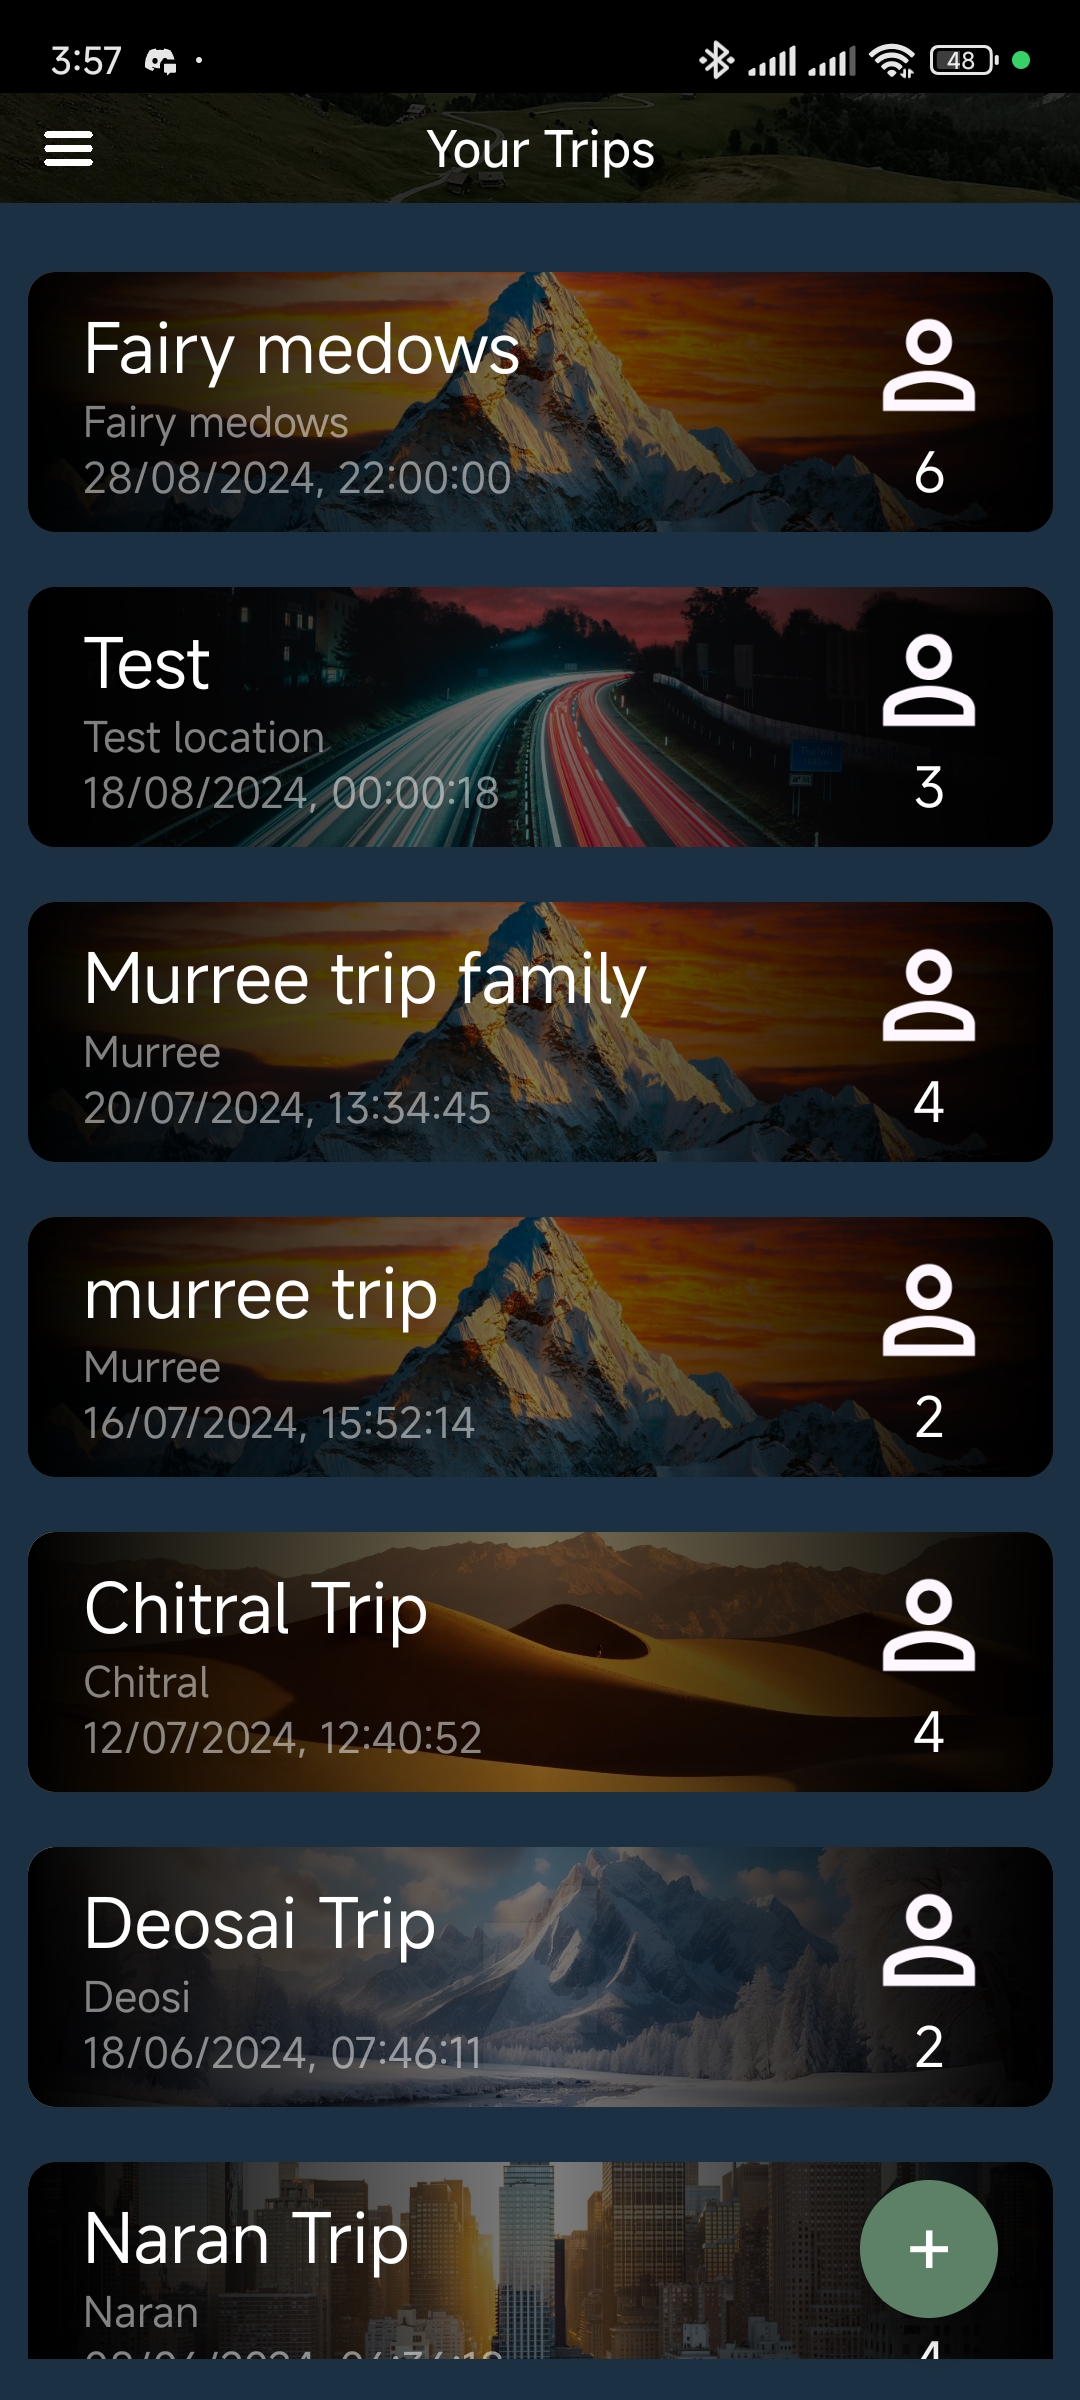 3:57
48
Your Trips
Fairy medows
Fairy medows
28/08/2024, 22:00:00
6
Test
Test location
18/08/2024, 00:00:18
3
Murree trip family
Murree
20/07/2024, 13:34:45
4
murree trip
Murree
16/07/2024, 15:52:14
2
Chitral Trip
Chitral
12/07/2024, 12:40:52
4
Deosai Trip
Deosi
18/06/2024, 07:46:11
2
Naran Trip
+
Naran
4